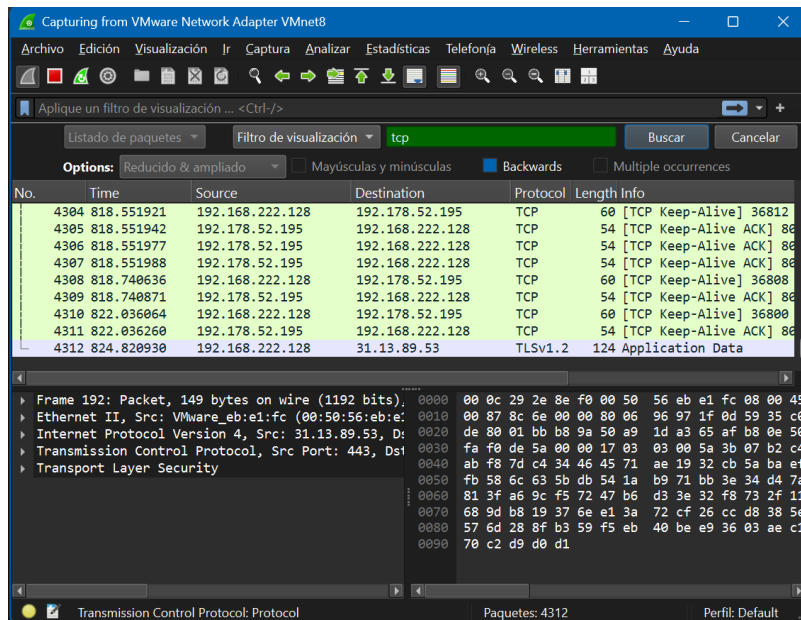 Capturing from VMware Network Adapter VMnet8
Archivo Edición Visualización Ir Captura Analizar Estadísticas Telefonía Wireless Herramientas Ayuda
Aplique un filtro de visualización ... <Ctrl-/>
Listado de paquetes Filtro de visualización tcp Buscar Cancelar
Options: Reducido & ampliado Mayúsculas y minúsculas Backwards Multiple occurrences
No. Time Source Destination Protocol Length Info
4304 818.551921 192.168.222.128 192.178.52.195 TCP 60 [TCP Keep-Alive] 36812
4305 818.551942 192.178.52.195 192.168.222.128 TCP 54 [TCP Keep-Alive ACK] 80
4306 818.551977 192.178.52.195 192.168.222.128 TCP 54 [TCP Keep-Alive ACK] 80
4307 818.551988 192.178.52.195 192.168.222.128 TCP 54 [TCP Keep-Alive ACK] 80
4308 818.740636 192.168.222.128 192.178.52.195 TCP 60 [TCP Keep-Alive] 36808
4309 818.740871 192.178.52.195 192.168.222.128 TCP 54 [TCP Keep-Alive ACK] 80
4310 822.036064 192.168.222.128 192.178.52.195 TCP 60 [TCP Keep-Alive] 36800
4311 822.036260 192.178.52.195 192.168.222.128 TCP 54 [TCP Keep-Alive ACK] 80
4312 824.820930 192.168.222.128 31.13.89.53 TLSv1.2 124 Application Data
Frame 192: Packet, 149 bytes on wire (1192 bits),
Ethernet II, Src: VMware_eb:e1:fc (00:50:56:eb:e1
Internet Protocol Version 4, Src: 31.13.89.53, Ds
Transmission Control Protocol, Src Port: 443, Dst
Transport Layer Security
0000 00 0c 29 2e 8e f0 00 50 56 eb e1 fc 08 00 45
0010 00 87 8c 6e 00 00 80 06 96 97 1f 0d 59 35 c0
0020 de 80 01 bb b8 9a 50 a9 1d a3 65 af b8 0e 50
0030 fa f0 de 5a 00 00 17 03 03 00 5a 3b 07 b2 c4
0040 ab f8 7d c4 34 46 45 71 ae 19 32 cb 5a ba ef
0050 fb 58 6c 63 5b db 54 1a b9 71 bb 3e 34 d4 7a
0060 81 3f a6 9c f5 72 47 b6 d3 3e 32 f8 73 2f 11
0070 68 9d b8 19 37 6e e1 3a 72 cf 26 cc d8 38 5e
0080 57 6d 28 8f b3 59 f5 eb 40 be e9 36 03 ae c1
0090 70 c2 d9 d0 d1
Transmission Control Protocol: Protocol Paquetes: 4312 Perfil: Default